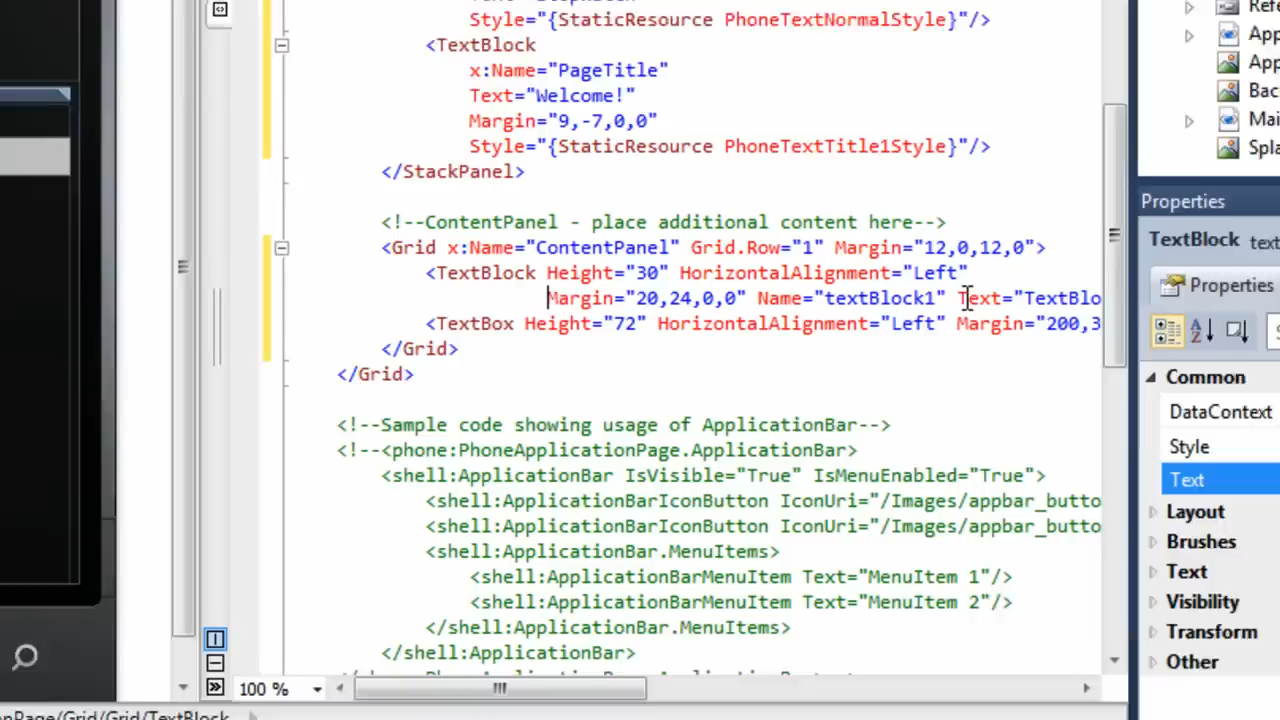 Style="{StaticResource PhoneTextNormalStyle}"/>
<TextBlock
x:Name="PageTitle"
Text="Welcome!"
Margin="9,-7,0,0"
Style="{StaticResource PhoneTextTitle1Style}"/>
</StackPanel>
<!--ContentPanel - place additional content here-->
<Grid x:Name="ContentPanel" Grid.Row="1" Margin="12,0,12,0">
<TextBlock Height="30" HorizontalAlignment="Left"
Margin="20,24,0,0" Name="textBlock1" Text="TextBlo
<TextBox Height="72" HorizontalAlignment="Left" Margin="200,3
</Grid>
</Grid>
<!--Sample code showing usage of ApplicationBar-->
<!--<phone:PhoneApplicationPage.ApplicationBar>
<shell:ApplicationBar IsVisible="True" IsMenuEnabled="True">
<shell:ApplicationBarIconButton IconUri="/Images/appbar_butto
<shell:ApplicationBarIconButton IconUri="/Images/appbar_butto
<shell:ApplicationBar.MenuItems>
<shell:ApplicationBarMenuItem Text="MenuItem 1"/>
<shell:ApplicationBarMenuItem Text="MenuItem 2"/>
</shell:ApplicationBar.MenuItems>
</shell:ApplicationBar>
100 %
Refe
App
App
Bac
Mai
Spla
Properties
TextBlock text
Properties
Common
DataContext
Style
Text
Layout
Brushes
Text
Visibility
Transform
Other
onPage/Grid/Grid/TextBlock